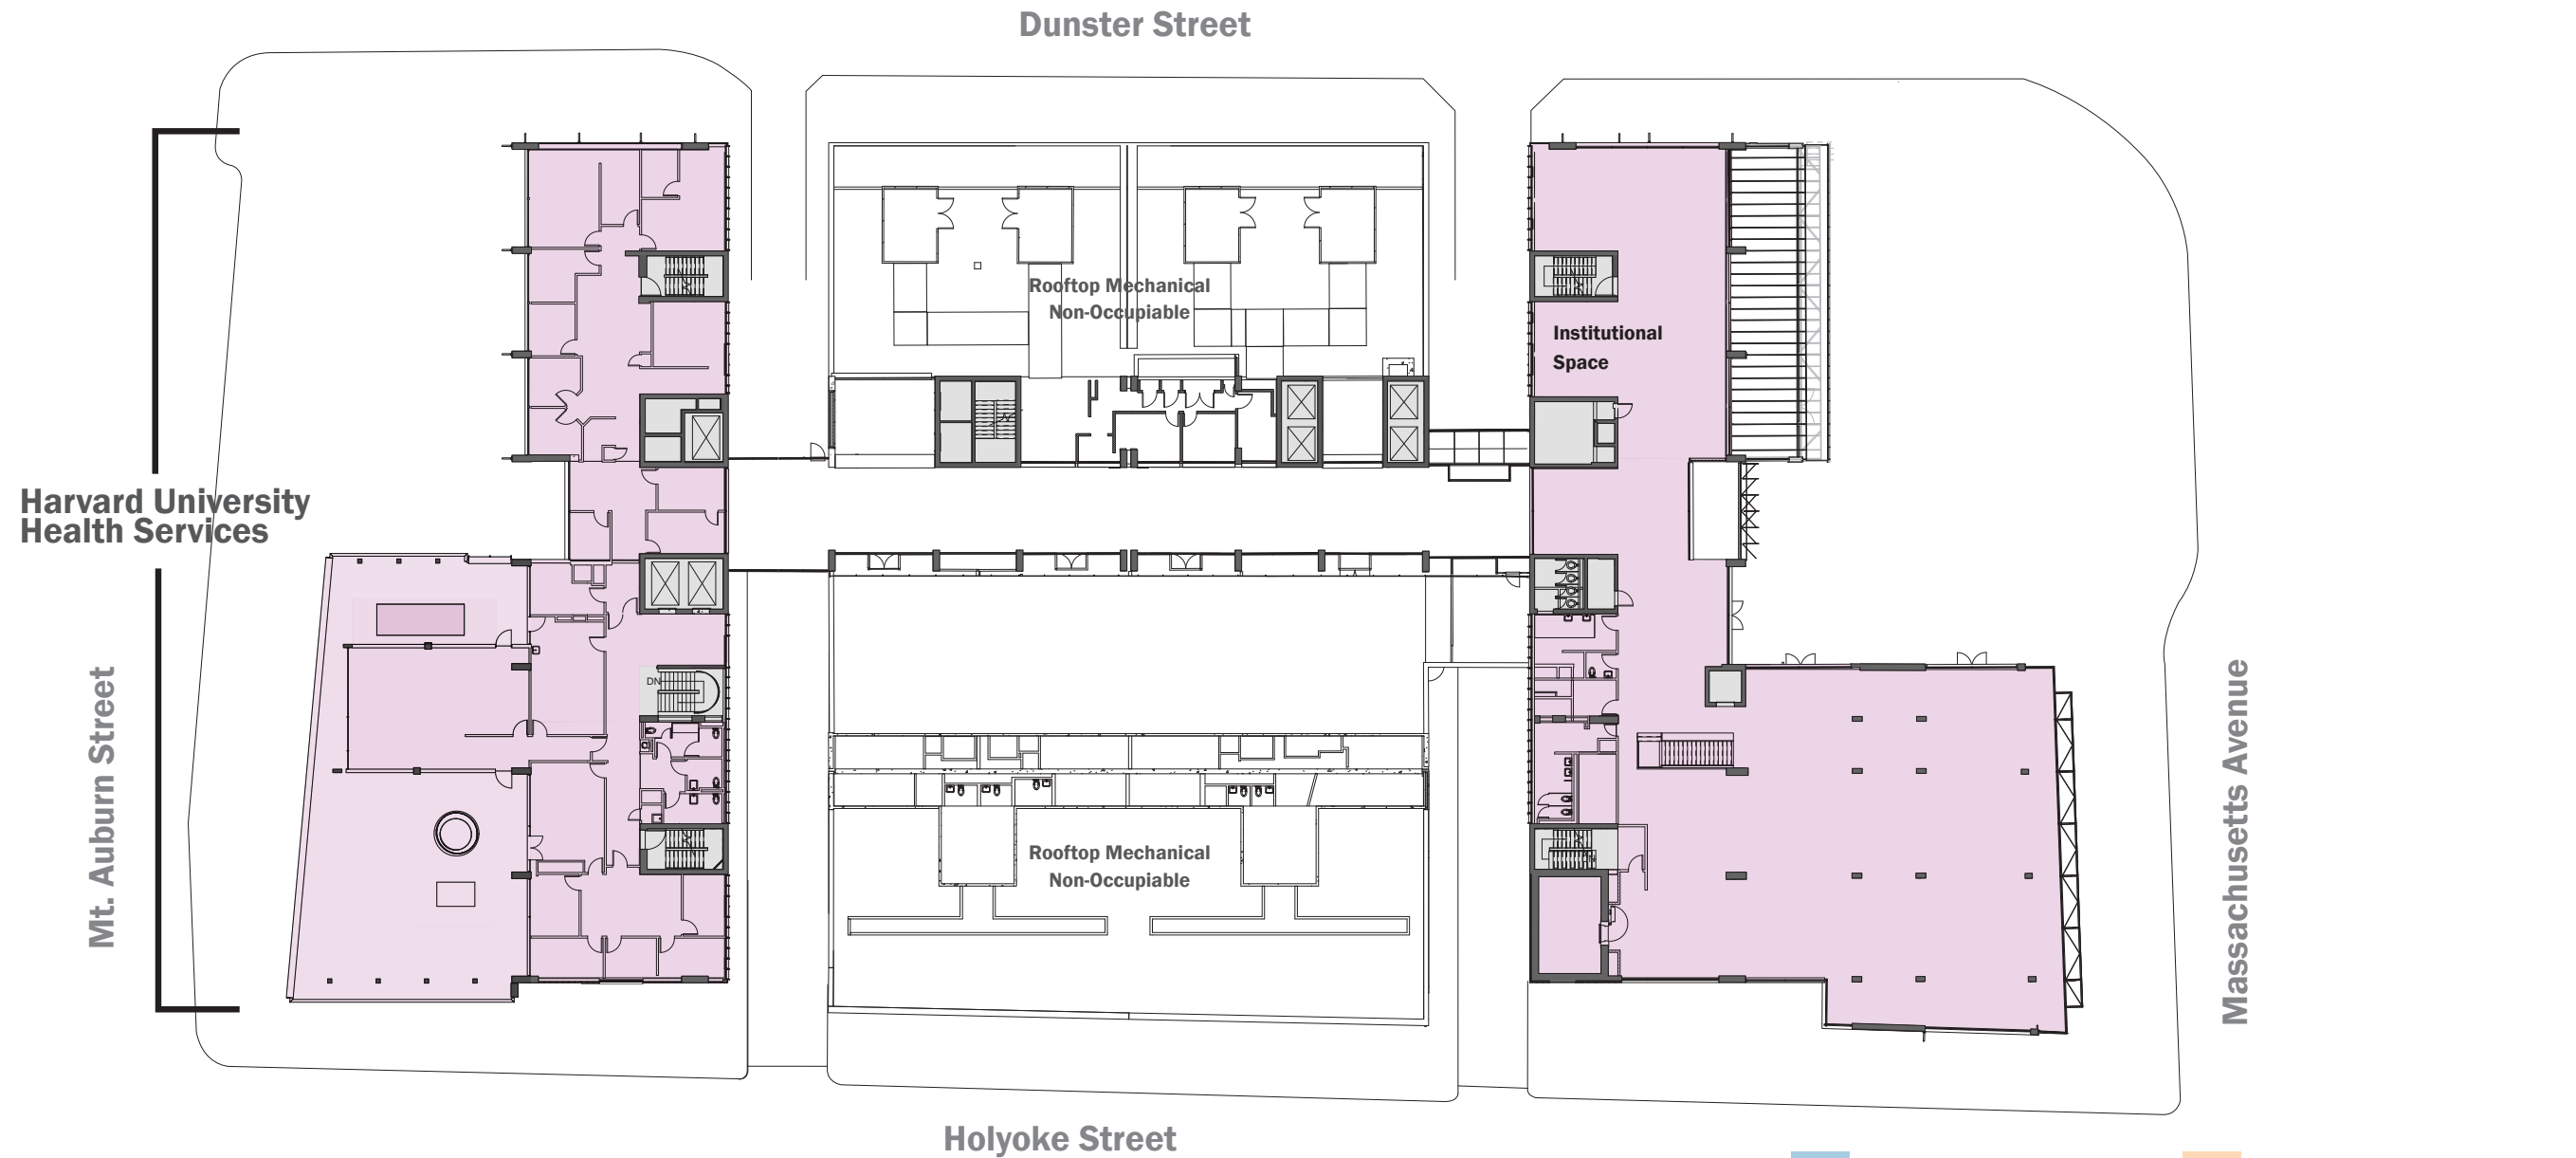 Dunster Street
Rooftop Mechanical
Non-Occupiable
Institutional
Space
Harvard University
Health Services
Mt. Auburn Street
DN
Massachusetts Avenue
Rooftop Mechanical
Non-Occupiable
Holyoke Street